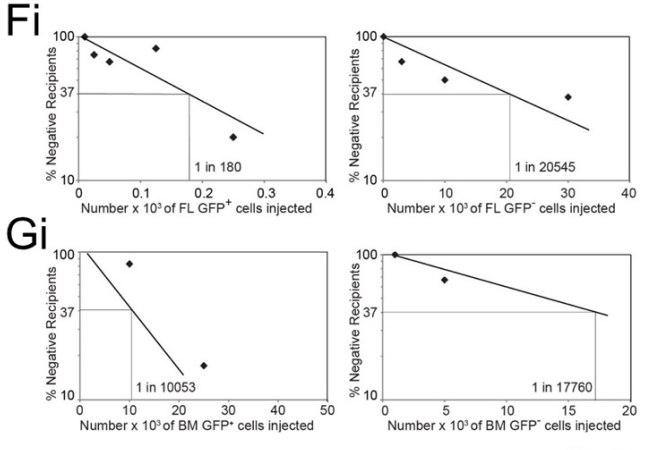 Fi
100
37
10
% Negative Recipients
1 in 180
0 0.1 0.2 0.3 0.4
Number x 10³ of FL GFP⁺ cells injected
100
37
10
% Negative Recipients
1 in 20545
0 10 20 30 40
Number x 10³ of FL GFP⁻ cells injected
Gi
100
37
10
% Negative Recipients
1 in 10053
0 10 20 30 40 50
Number x 10³ of BM GFP⁺ cells injected
100
37
10
% Negative Recipients
1 in 17760
0 5 10 15 20
Number x 10³ of BM GFP⁻ cells injected